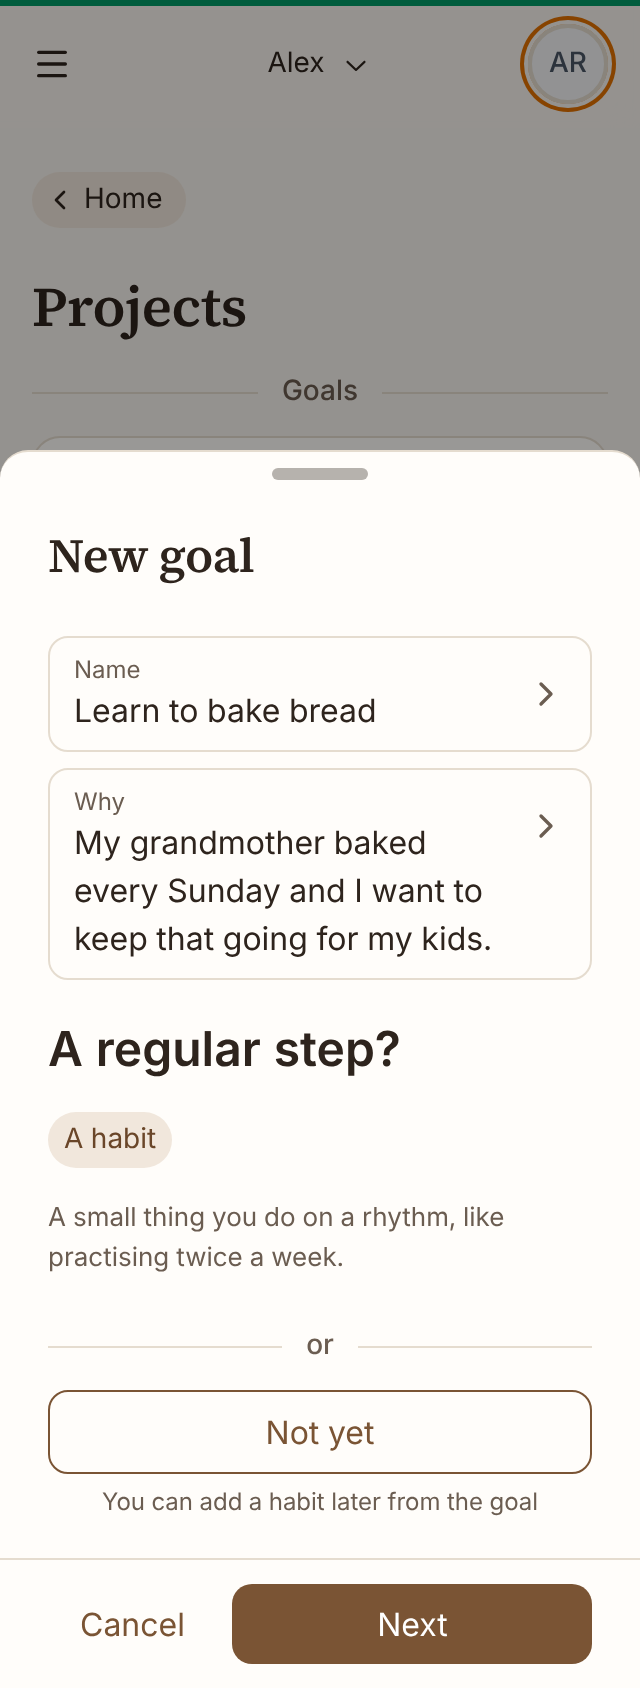 Alex
AR
Home
Projects
Goals
New goal
Name
Learn to bake bread
Why
My grandmother baked
every Sunday and I want to
keep that going for my kids.
A regular step?
A habit
A small thing you do on a rhythm, like
practising twice a week.
or
Not yet
You can add a habit later from the goal
Cancel
Next